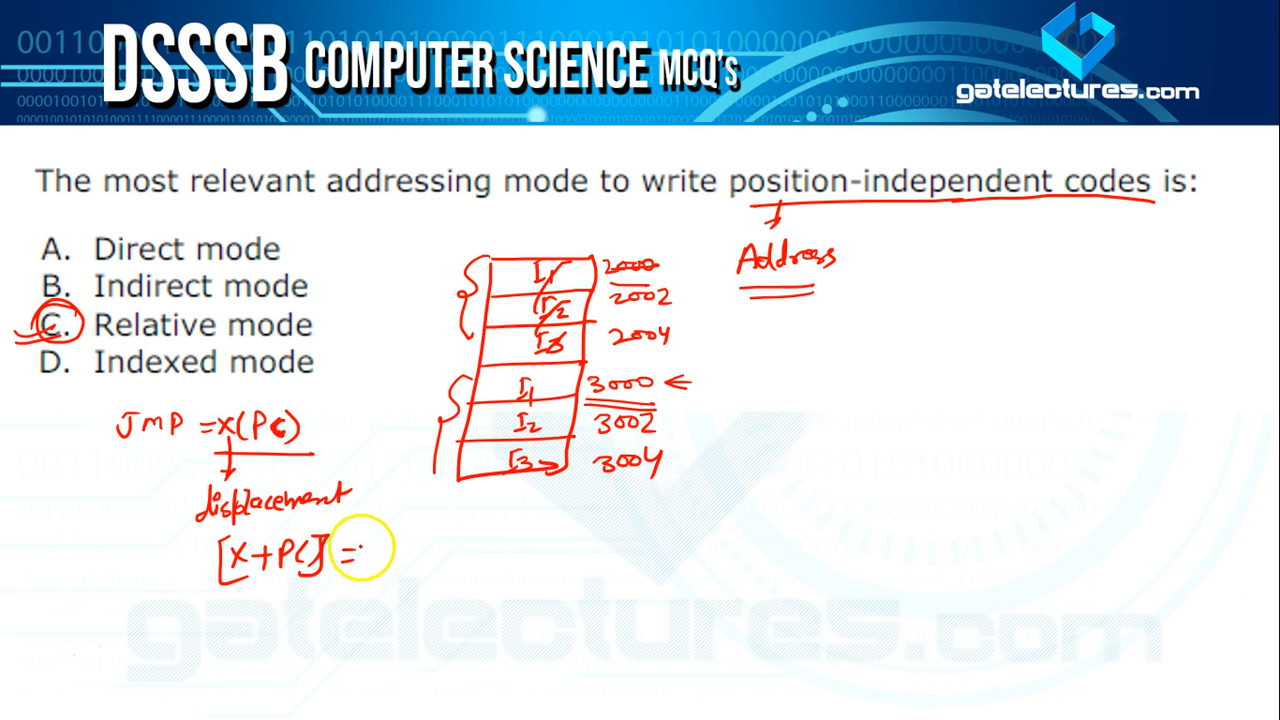 DSSSB COMPUTER SCIENCE MCQ's
gatelectures.com
The most relevant addressing mode to write position-independent codes is:
A. Direct mode
B. Indirect mode
C. Relative mode
D. Indexed mode
Address
I1 2000
I2 2002
I3 2004
I1 3000 ←
I2 3002
I3 3004
JMP = X(PC)
displacement
[X+PC] =
gatelectures.com